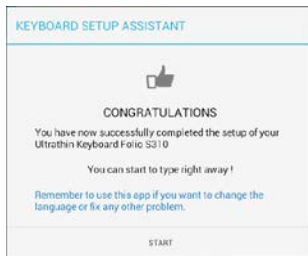 KEYBOARD SETUP ASSISTANT
CONGRATULATIONS
You have now successfully completed the setup of your
Ultrathin Keyboard Folio S310
You can start to type right away !
Remember to use this app if you want to change the
language or fix any other problem.
START